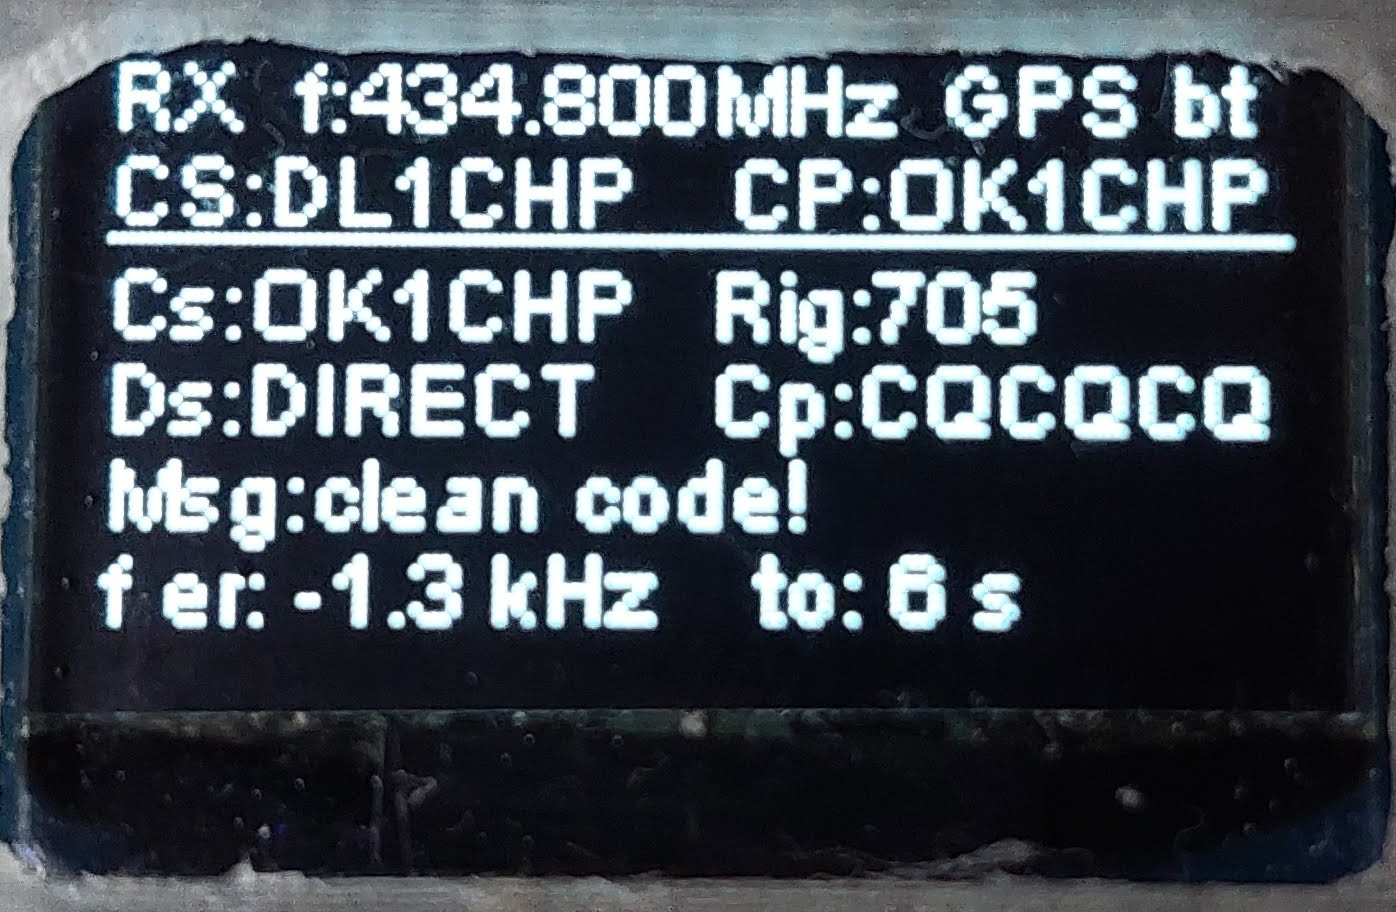 RX f:434.800MHz GPS bt
CS:DL1CHP CP:OK1CHP
Cs:OK1CHP Rig:705
Ds:DIRECT Cp:CQCQCQ
Msg:clean code!
f er: -1.3 kHz to: 6 s